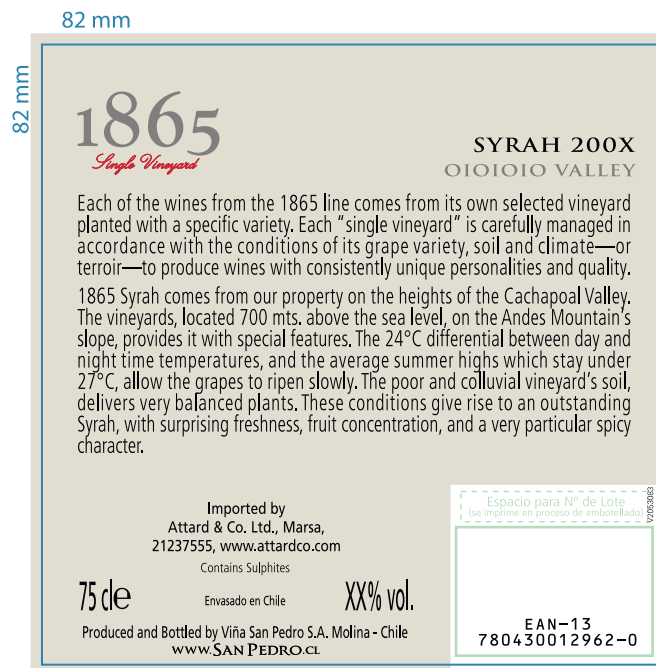 82 mm
82 mm
1865
Single Vineyard
SYRAH 200X
OIOIOIO VALLEY
Each of the wines from the 1865 line comes from its own selected vineyard
planted with a specific variety. Each “single vineyard” is carefully managed in
accordance with the conditions of its grape variety, soil and climate—or
terroir—to produce wines with consistently unique personalities and quality.
1865 Syrah comes from our property on the heights of the Cachapoal Valley.
The vineyards, located 700 mts. above the sea level, on the Andes Mountain's
slope, provides it with special features. The 24°C differential between day and
night time temperatures, and the average summer highs which stay under
27°C, allow the grapes to ripen slowly. The poor and colluvial vineyard's soil,
delivers very balanced plants. These conditions give rise to an outstanding
Syrah, with surprising freshness, fruit concentration, and a very particular spicy
character.
Imported by
Attard & Co. Ltd., Marsa,
21237555, www.attardco.com
Contains Sulphites
75 cle
Envasado en Chile
XX% vol.
Produced and Bottled by Viña San Pedro S.A. Molina - Chile
www.SanPedro.cl
Espacio para Nº de Lote
(se imprime en proceso de embotellado)
V2053083
EAN-13
780430012962-0